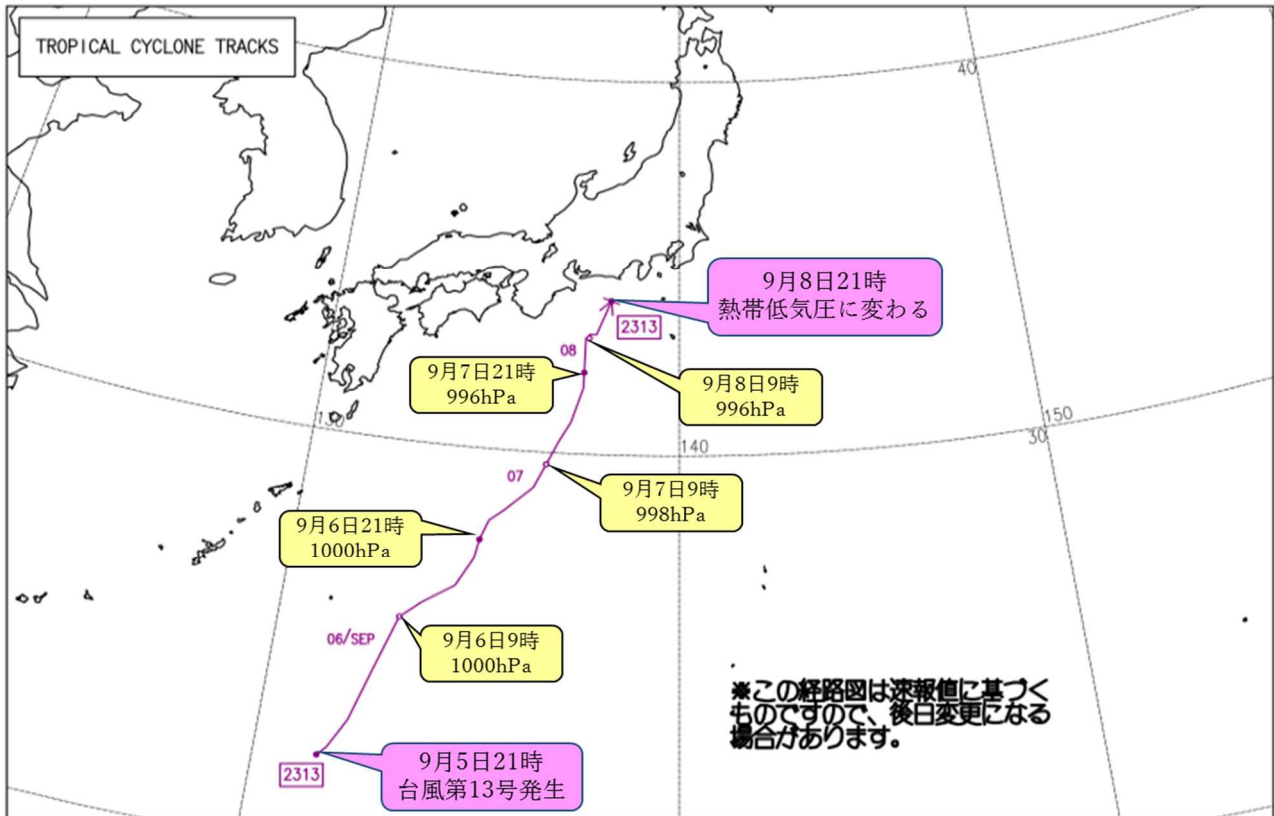 TROPICAL CYCLONE TRACKS
40
9月8日21時
熱帯低気圧に変わる
2313
08
9月7日21時
996hPa
9月8日9時
996hPa
130
150
30
140
07
9月7日9時
998hPa
9月6日21時
1000hPa
06/SEP
9月6日9時
1000hPa
※この経路図は速報値に基づく
ものですので、後日変更になる
場合があります。
9月5日21時
台風第13号発生
2313